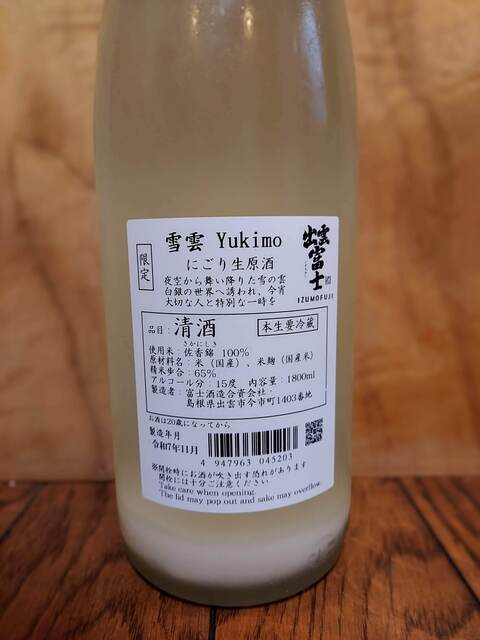 限定
雪雲 Yukimo
にごり生原酒
夜空から舞い降りた雪の雲
白銀の世界へ誘われ、今宵
大切な人と特別な一時を
出雲富士
IZUMOFUJI
品目：清酒
本生要冷蔵
さかにしき
使用米：佐香錦 100%
原材料名：米（国産）、米麹（国産米）
精米歩合：65%
アルコール分：15度 内容量：1800ml
製造者：富士酒造合資会社
島根県出雲市今市町1403番地
お酒は20歳になってから
製造年月
令和7年11月
4 947963 045203
※開栓時にお酒が吹き出す恐れがあります
開栓には十分ご注意ください
Take care when opening.
The lid may pop out and sake may overflow.